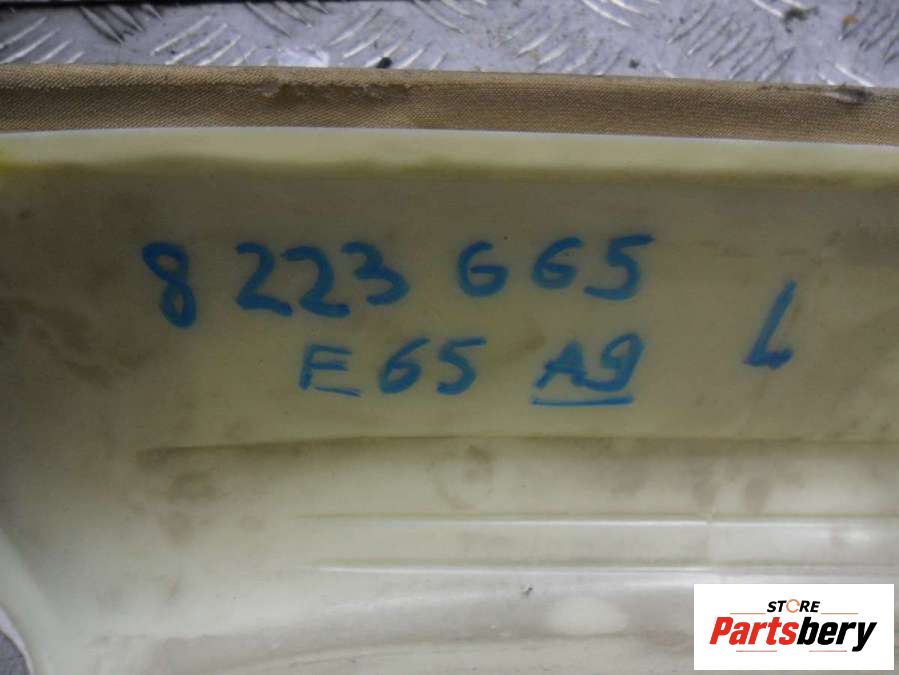 8 223 665 L
E65 A9
STORE
Partsbery